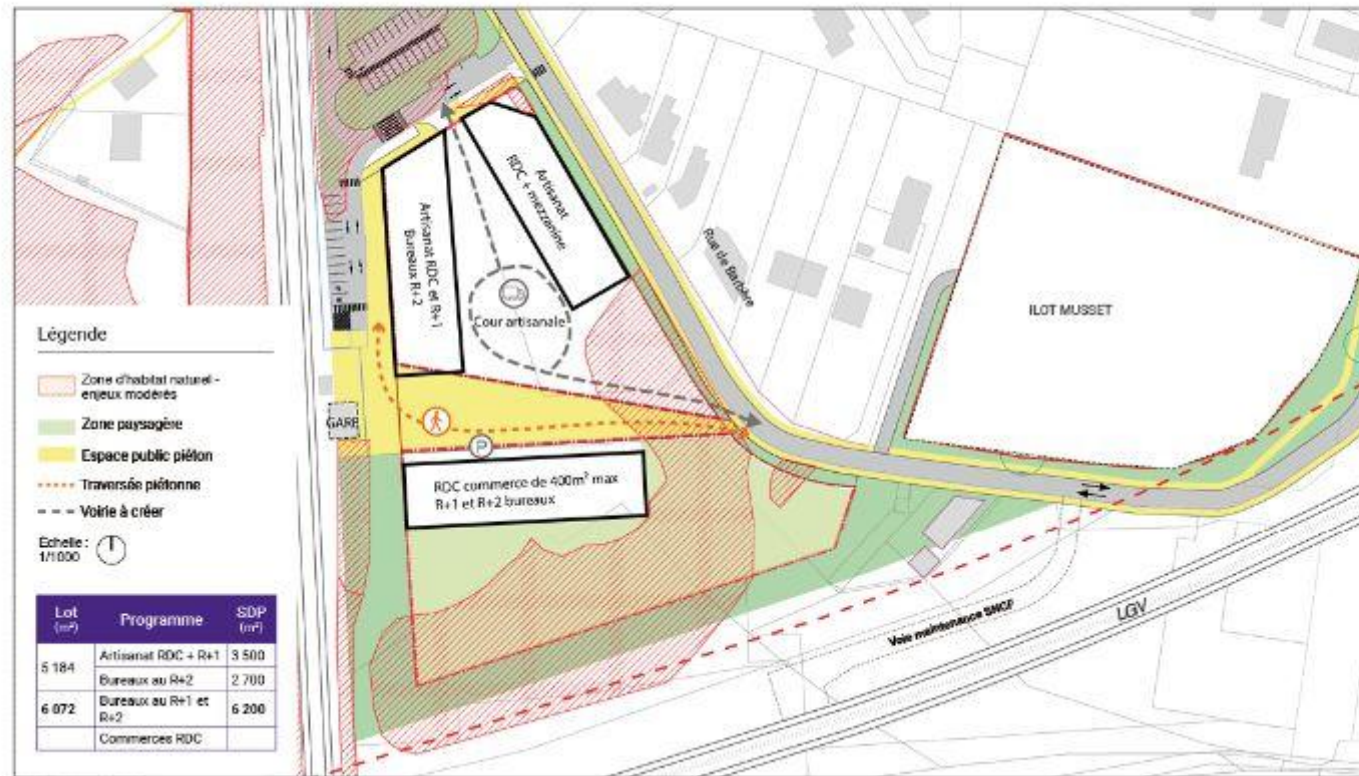 Artisanat
RDC + mezzanine
Artisanat RDC et R+1
Bureaux R+2
Cour artisanale
Rue de Barbère
ILOT MUSSET
GARE
P
RDC commerce de 400m² max
R+1 et R+2 bureaux
Voie maintenance SNCF
LGV
Légende
Zone d'habitat naturel -
enjeux modérés
Zone paysagère
Espace public piéton
Traversée piétonne
Voirie à créer
Échelle :
1/1000
Lot
(m²)
Programme
SDP
(m²)
5 184
Artisanat RDC + R+1
3 500
Bureaux au R+2
2 700
6 072
Bureaux au R+1 et
R+2
6 200
Commerces RDC